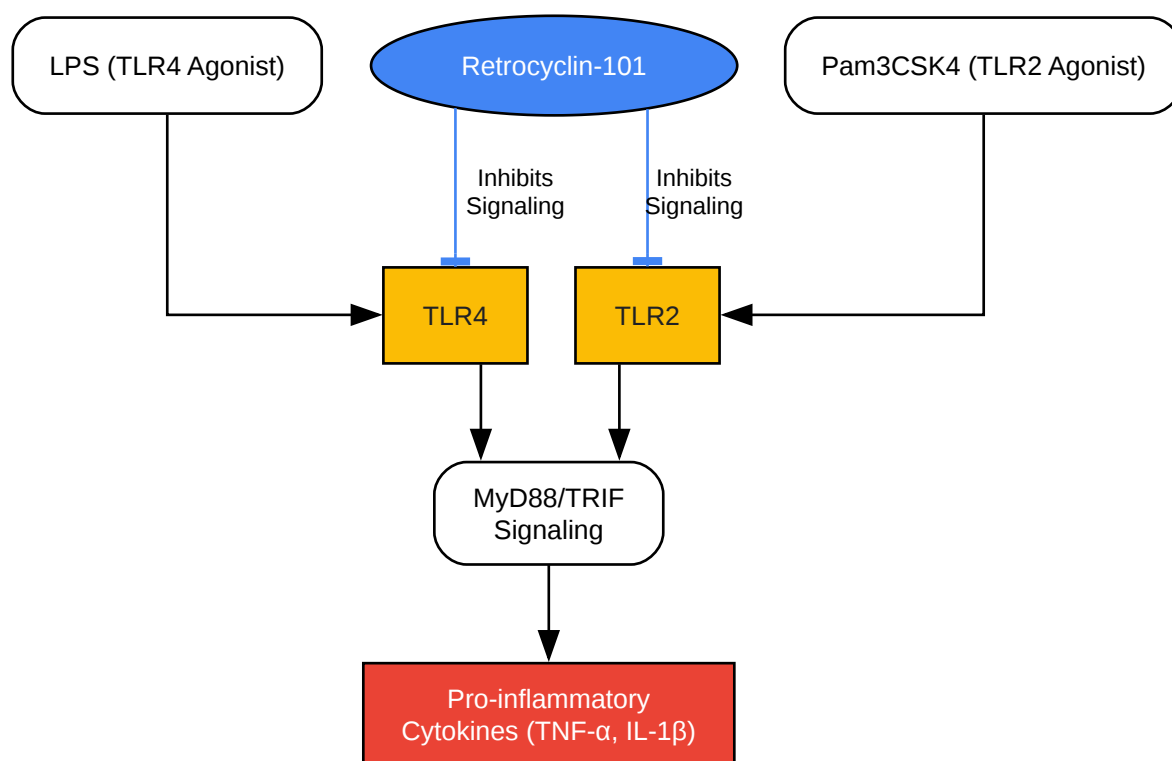 LPS (TLR4 Agonist)
Retrocyclin-101
Pam3CSK4 (TLR2 Agonist)
Inhibits
Signaling
Inhibits
Signaling
TLR4
TLR2
MyD88/TRIF
Signaling
Pro-inflammatory
Cytokines (TNF-α, IL-1β)